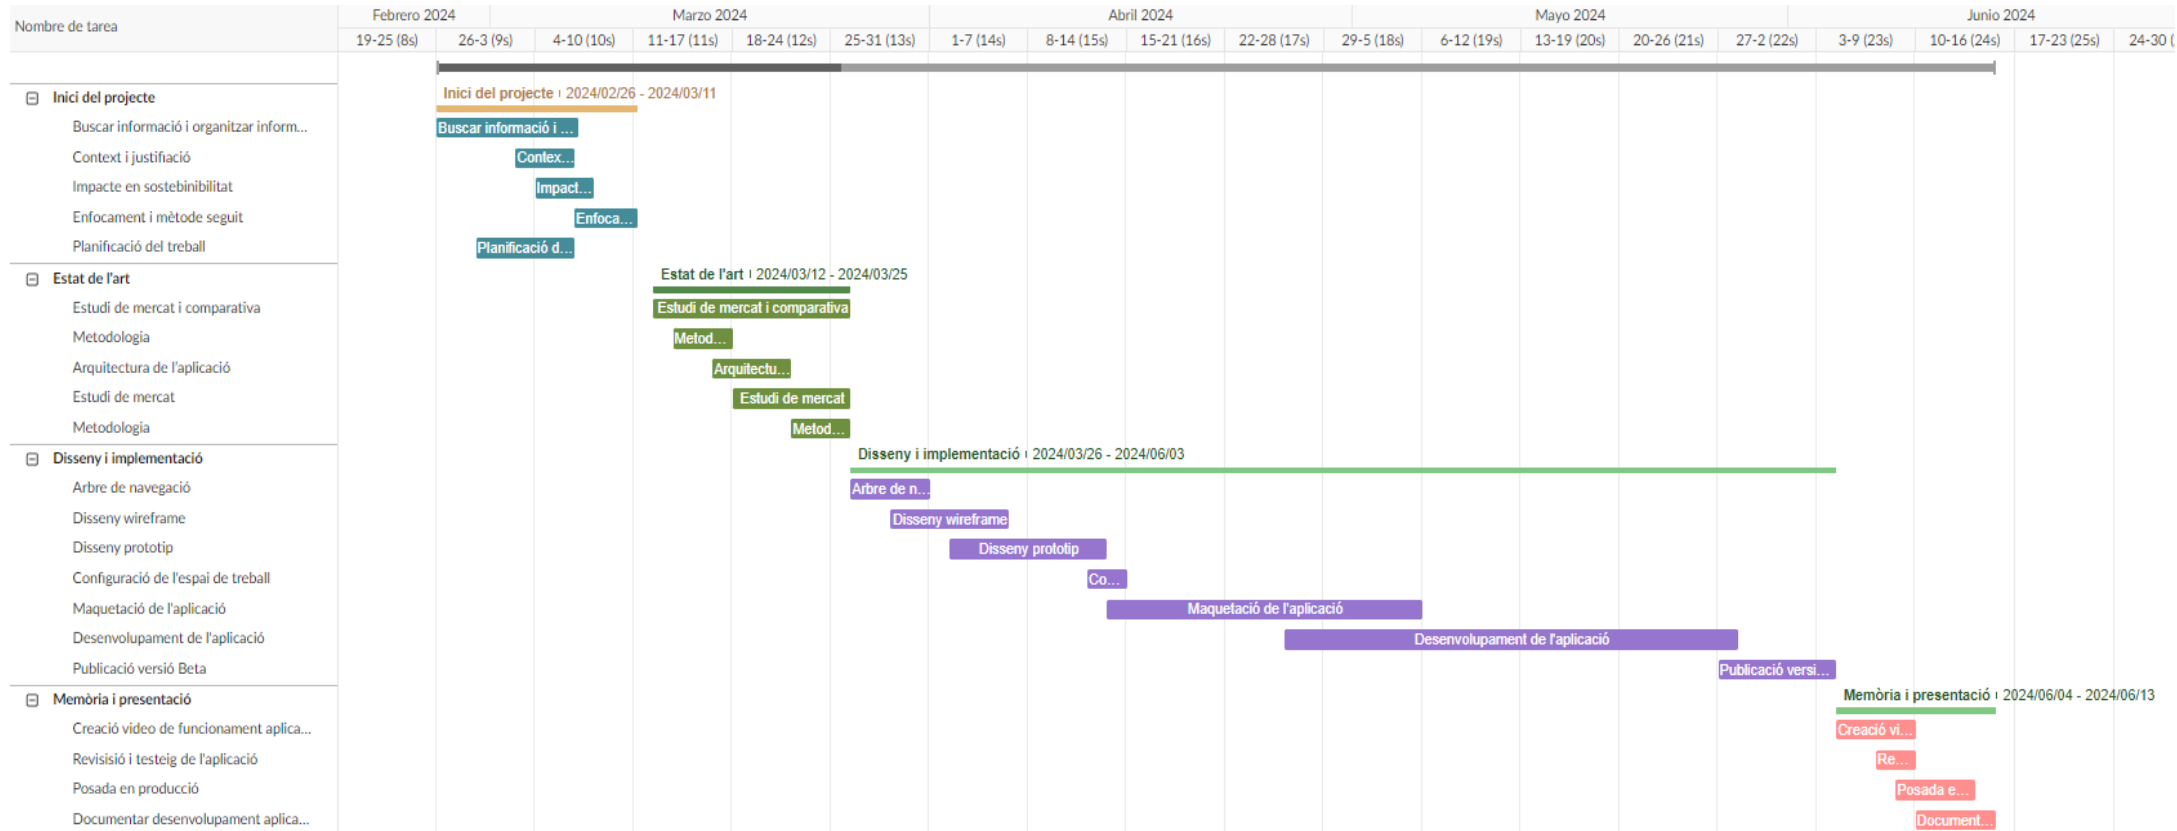 Nombre de tarea
Febrero 2024 Marzo 2024 Abril 2024 Mayo 2024 Junio 2024
19-25 (8s) 26-3 (9s) 4-10 (10s) 11-17 (11s) 18-24 (12s) 25-31 (13s) 1-7 (14s) 8-14 (15s) 15-21 (16s) 22-28 (17s) 29-5 (18s) 6-12 (19s) 13-19 (20s) 20-26 (21s) 27-2 (22s) 3-9 (23s) 10-16 (24s) 17-23 (25s) 24-30 (
Inici del projecte Inici del projecte 2024/02/26 - 2024/03/11
Buscar informació i organitzar inform... Buscar informació i ...
Context i justifiació Contex...
Impacte en sostebinibilitat Impact...
Enfocament i mètode seguit Enfoca...
Planificació del treball Planificació d...
Estat de l'art Estat de l'art 2024/03/12 - 2024/03/25
Estudi de mercat i comparativa Estudi de mercat i comparativa
Metodologia Metod...
Arquitectura de l'aplicació Arquitectu...
Estudi de mercat Estudi de mercat
Metodologia Metod...
Disseny i implementació Disseny i implementació 2024/03/26 - 2024/06/03
Arbre de navegació Arbre de n...
Disseny wireframe Disseny wireframe
Disseny prototip Disseny prototip
Configuració de l'espai de treball Co...
Maquetació de l'aplicació Maquetació de l'aplicació
Desenvolupament de l'aplicació Desenvolupament de l'aplicació
Publicació versió Beta Publicació versi...
Memòria i presentació Memòria i presentació 2024/06/04 - 2024/06/13
Creació video de funcionament aplica... Creació vi...
Revisisió i testeig de l'aplicació Re...
Posada en producció Posada e...
Documentar desenvolupament aplica... Document...